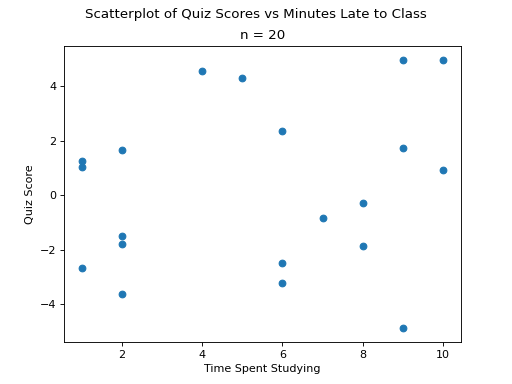 Scatterplot of Quiz Scores vs Minutes Late to Class
n = 20
4
2
0
−2
−4
Quiz Score
2 4 6 8 10
Time Spent Studying